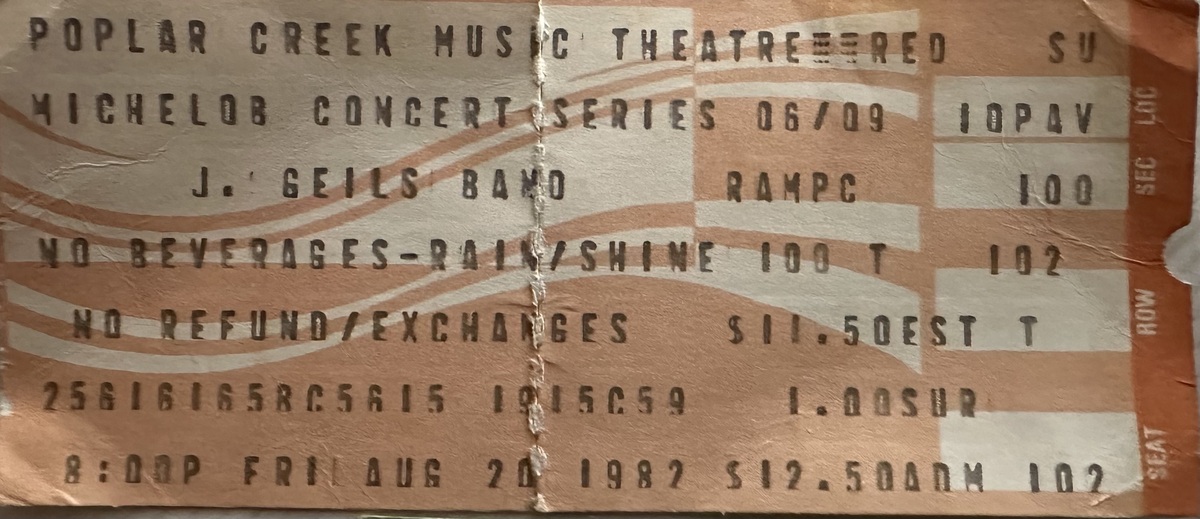 POPLAR CREEK MUSIC THEATRE RED SU
MICHELOB CONCERT SERIES 06/09 10PAV
J. GEILS BAND RAMPC 100
NO BEVERAGES-RAIN/SHINE 100 T 102
NO REFUND/EXCHANGES $11.50EST T
25616165BC5615 1915C59 1.00SUR
8:00P FRI AUG 20 1982 $12.50ADM 102
LOC
SEC
ROW
SEAT